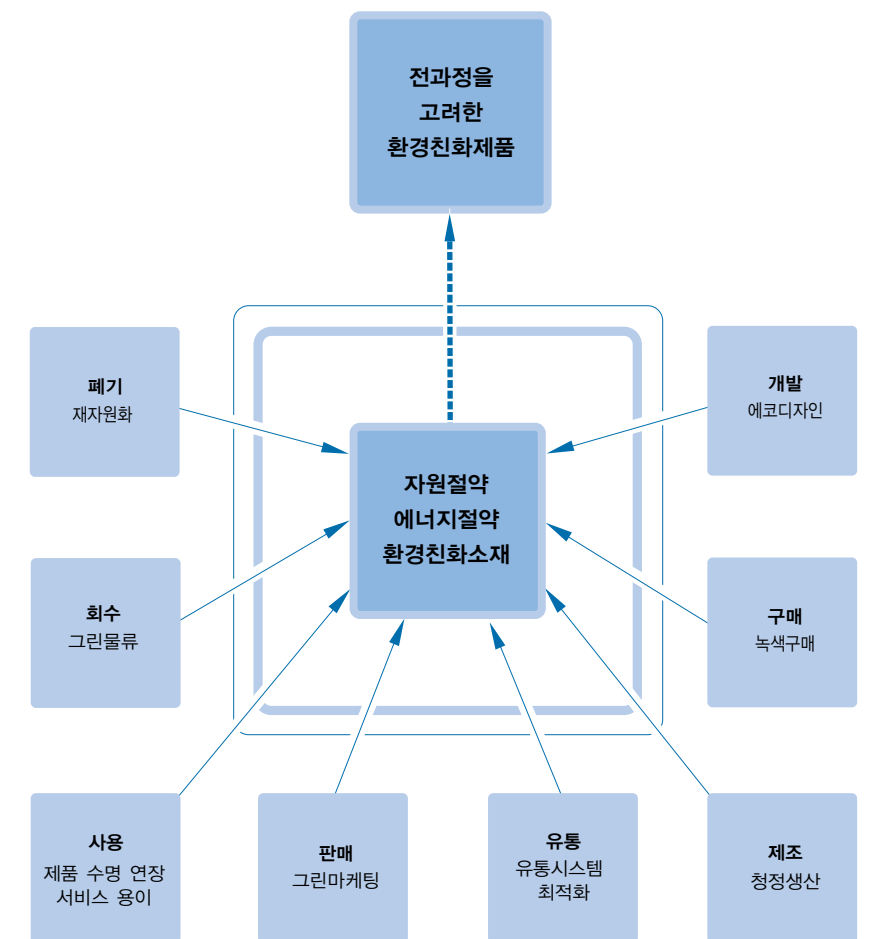 전과정을
고려한
환경친화제품
폐기
재자원화
개발
에코디자인
자원절약
에너지절약
환경친화소재
회수
그린물류
구매
녹색구매
사용
제품 수명 연장
서비스 용이
판매
그린마케팅
유통
유통시스템
최적화
제조
청정생산